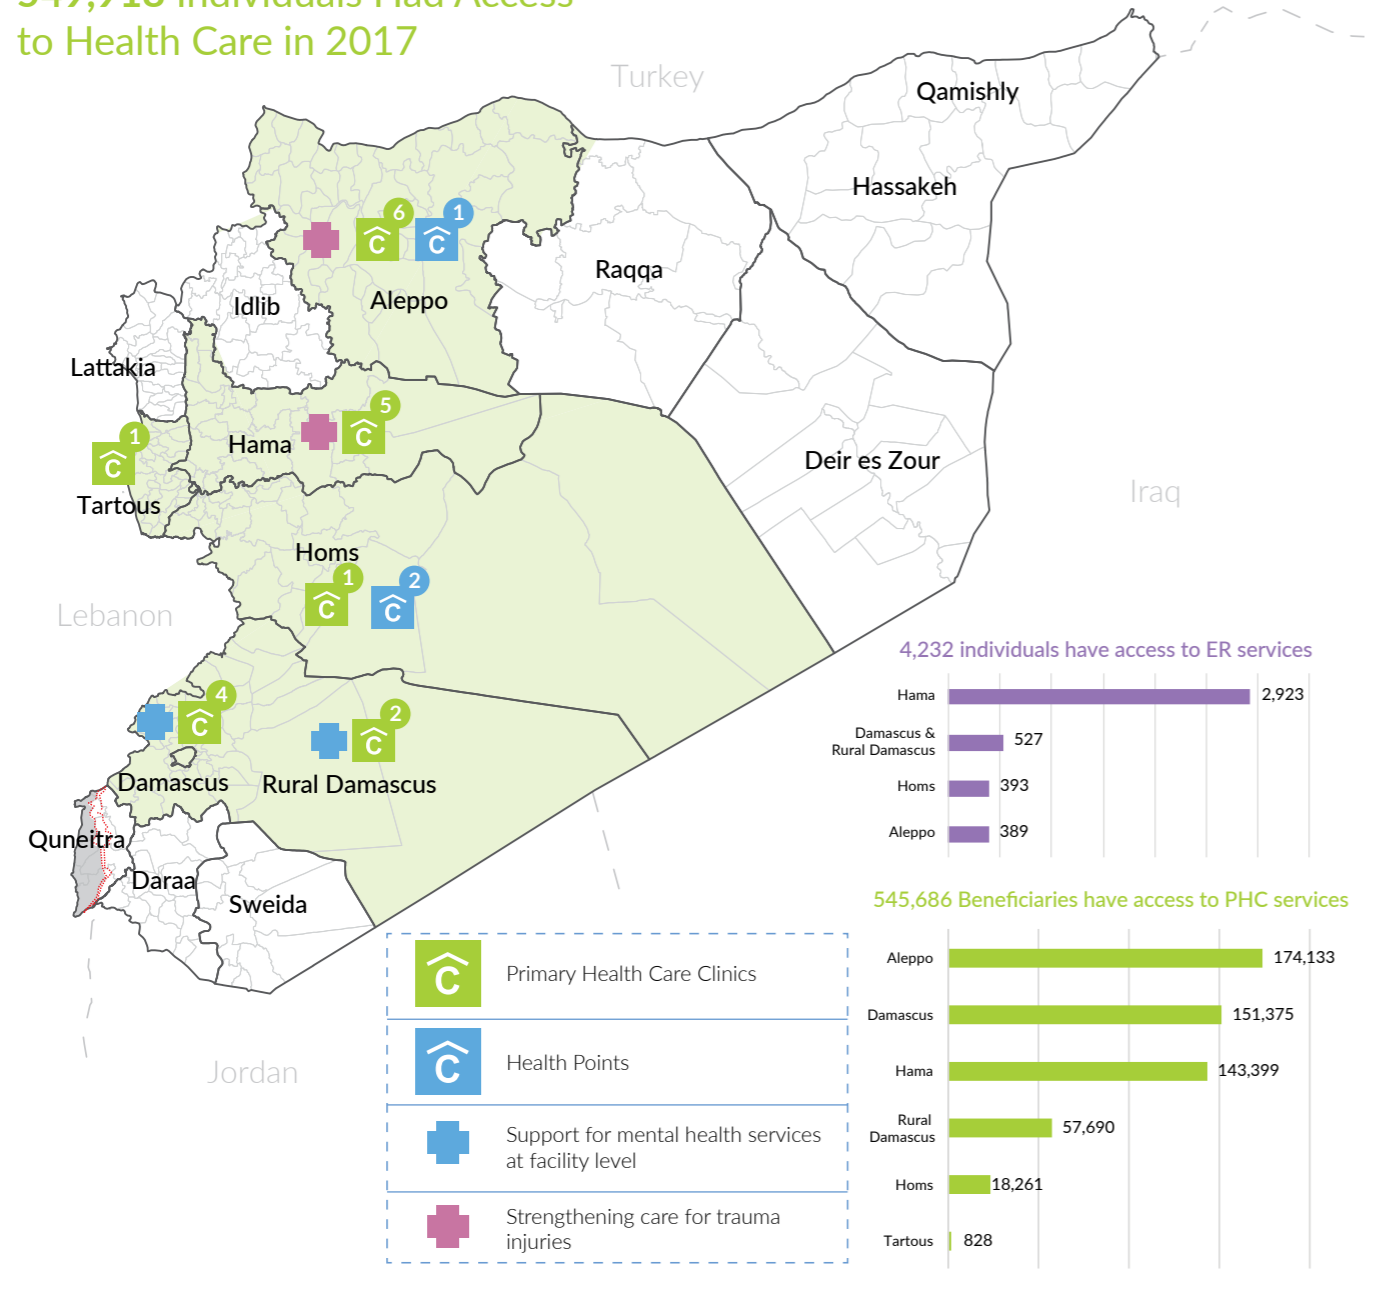 to Health Care in 2017
Turkey
Qamishly
Hassakeh
6
1
C
C
Raqqa
Aleppo
Idlib
Lattakia
5
C
Hama
1
C
Tartous
Deir es Zour
Iraq
Homs
1
2
C
C
Lebanon
4
C
2
C
Damascus
Rural Damascus
Quneitra
Daraa
Sweida
Jordan
4,232 individuals have access to ER services
Hama
2,923
Damascus &
Rural Damascus
527
Homs
393
Aleppo
389
545,686 Beneficiaries have access to PHC services
Aleppo
174,133
Damascus
151,375
Hama
143,399
Rural
Damascus
57,690
Homs
18,261
Tartous
828
C
Primary Health Care Clinics
C
Health Points
Support for mental health services
at facility level
Strengthening care for trauma
injuries